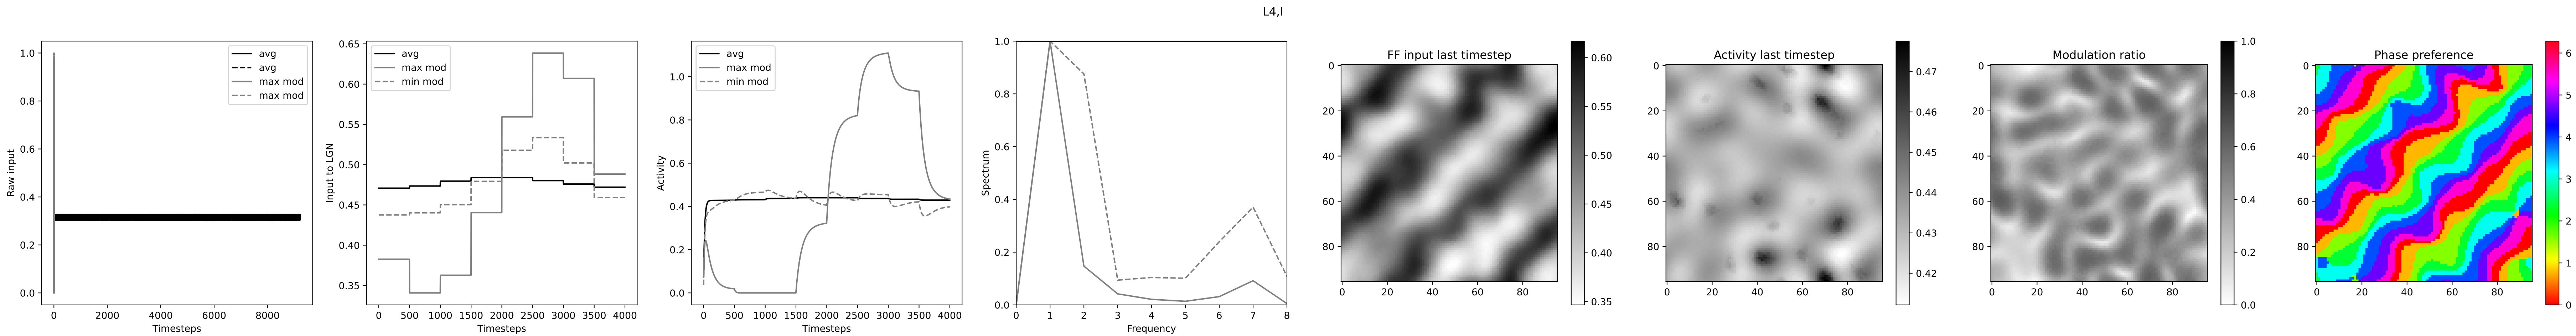 L4,I
Raw input
1.0
0.8
0.6
0.4
0.2
0.0
avg
avg
max mod
max mod
0 2000 4000 6000 8000
Timesteps
Input to LGN
0.65
0.60
0.55
0.50
0.45
0.40
0.35
avg
max mod
min mod
0 500 1000 1500 2000 2500 3000 3500 4000
Timesteps
Activity
1.0
0.8
0.6
0.4
0.2
0.0
avg
max mod
min mod
0 500 1000 1500 2000 2500 3000 3500 4000
Timesteps
Spectrum
1.0
0.8
0.6
0.4
0.2
0.0
0 1 2 3 4 5 6 7 8
Frequency
FF input last timestep
0
20
40
60
80
0 20 40 60 80
0.60
0.55
0.50
0.45
0.40
0.35
Activity last timestep
0
20
40
60
80
0 20 40 60 80
0.47
0.46
0.45
0.44
0.43
0.42
Modulation ratio
0
20
40
60
80
0 20 40 60 80
1.0
0.8
0.6
0.4
0.2
0.0
Phase preference
0
20
40
60
80
0 20 40 60 80
6
5
4
3
2
1
0